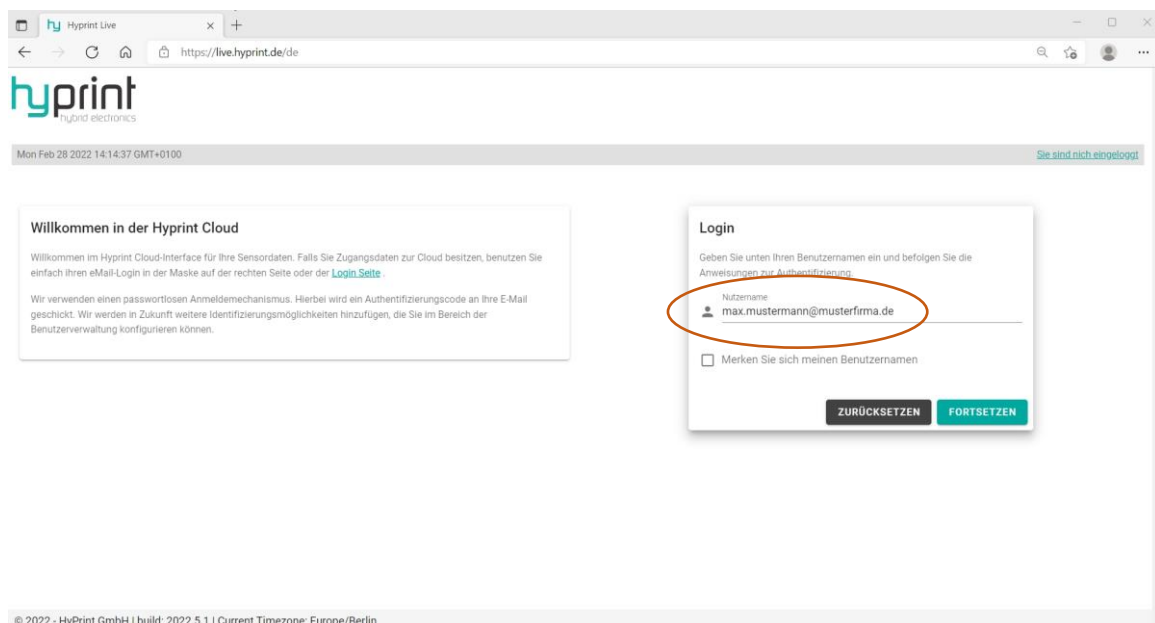 hy Hyprint Live
https://live.hyprint.de/de
hyprint
hybrid electronics
Mon Feb 28 2022 14:14:37 GMT+0100
Sie sind nich eingeloggt
Willkommen in der Hyprint Cloud
Willkommen im Hyprint Cloud-Interface für Ihre Sensordaten. Falls Sie Zugangsdaten zur Cloud besitzen, benutzen Sie
einfach ihren eMail-Login in der Maske auf der rechten Seite oder der Login Seite .
Wir verwenden einen passwortlosen Anmeldemechanismus. Hierbei wird ein Authentifizierungscode an Ihre E-Mail
geschickt. Wir werden in Zukunft weitere Identifizierungsmöglichkeiten hinzufügen, die Sie im Bereich der
Benutzerverwaltung konfigurieren können.
Login
Geben Sie unten Ihren Benutzernamen ein und befolgen Sie die
Anweisungen zur Authentifizierung.
Nutzername
max.mustermann@musterfirma.de
Merken Sie sich meinen Benutzernamen
ZURÜCKSETZEN
FORTSETZEN
© 2022 - HyPrint GmbH | build: 2022.5.1 | Current Timezone: Europe/Berlin